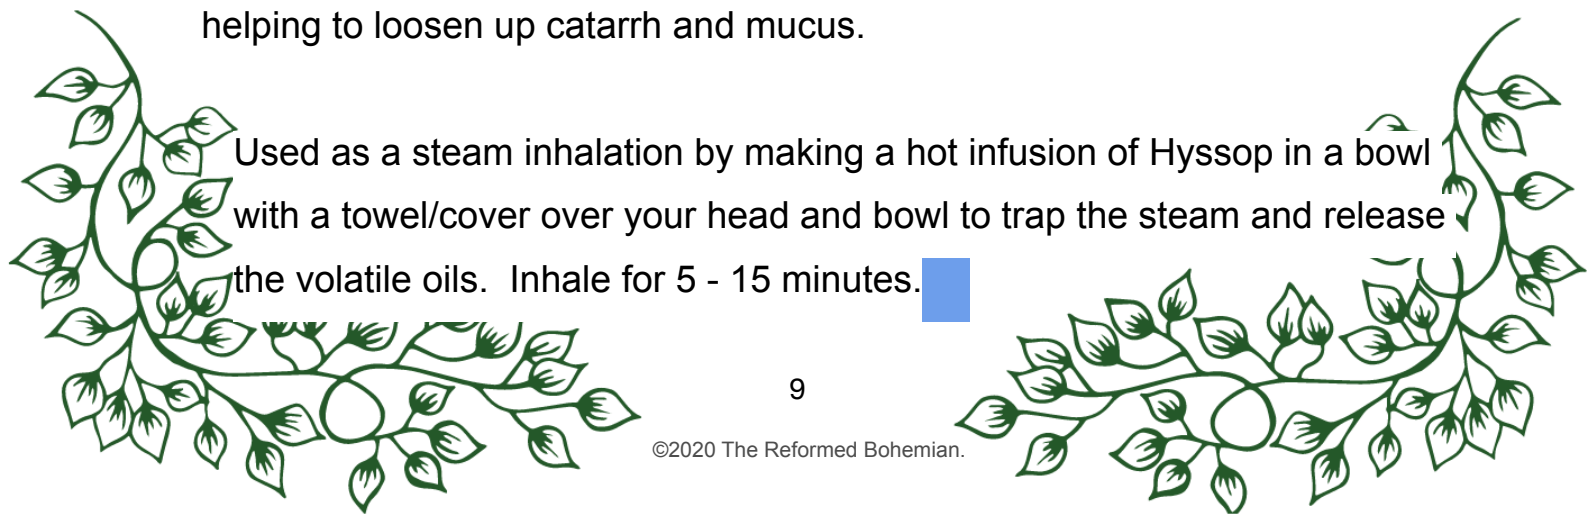 helping to loosen up catarrh and mucus.
Used as a steam inhalation by making a hot infusion of Hyssop in a bowl
with a towel/cover over your head and bowl to trap the steam and release
the volatile oils.  Inhale for 5 - 15 minutes.
9
©2020 The Reformed Bohemian.